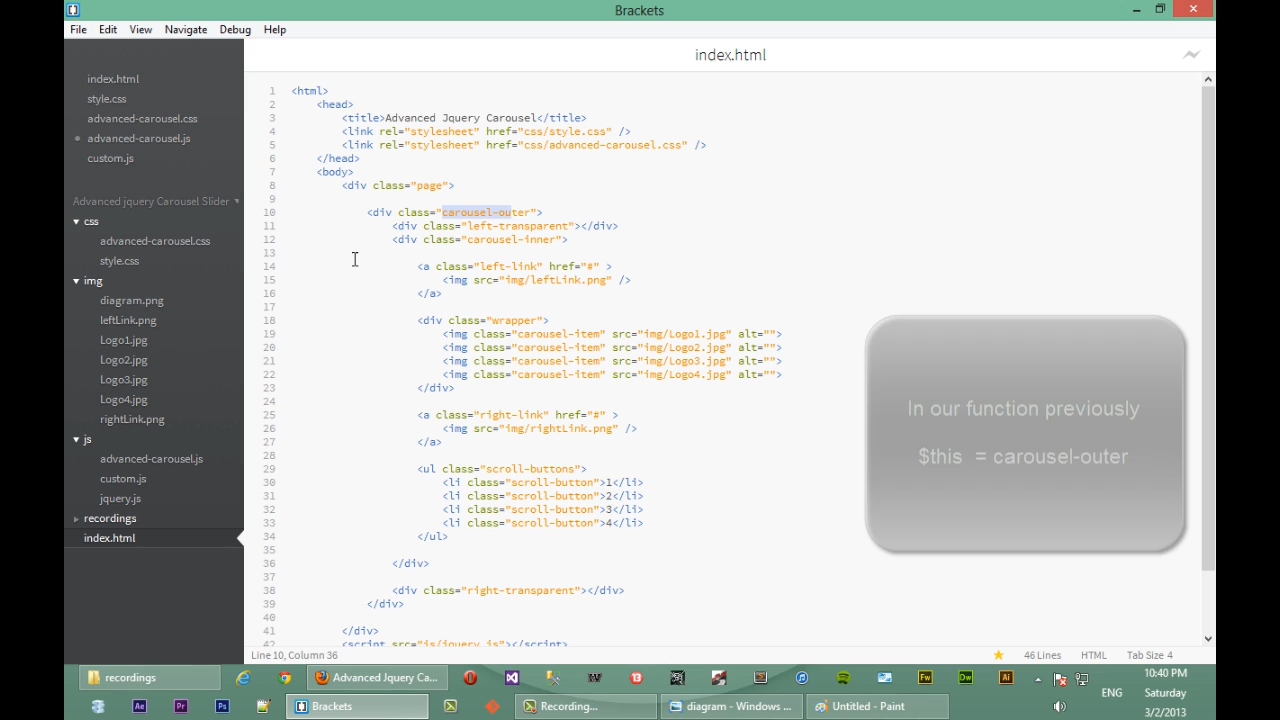 Brackets
File Edit View Navigate Debug Help
index.html
index.html
style.css
advanced-carousel.css
advanced-carousel.js
custom.js
Advanced jquery Carousel Slider
css
advanced-carousel.css
style.css
img
diagram.png
leftLink.png
Logo1.jpg
Logo2.jpg
Logo3.jpg
Logo4.jpg
rightLink.png
js
advanced-carousel.js
custom.js
jquery.js
recordings
index.html
1 <html>
2 <head>
3 <title>Advanced Jquery Carousel</title>
4 <link rel="stylesheet" href="css/style.css" />
5 <link rel="stylesheet" href="css/advanced-carousel.css" />
6 </head>
7 <body>
8 <div class="page">
9
10 <div class="carousel-outer">
11 <div class="left-transparent"></div>
12 <div class="carousel-inner">
13
14 <a class="left-link" href="#" >
15 <img src="img/leftLink.png" />
16 </a>
17
18 <div class="wrapper">
19 <img class="carousel-item" src="img/Logo1.jpg" alt="">
20 <img class="carousel-item" src="img/Logo2.jpg" alt="">
21 <img class="carousel-item" src="img/Logo3.jpg" alt="">
22 <img class="carousel-item" src="img/Logo4.jpg" alt="">
23 </div>
24
25 <a class="right-link" href="#" >
26 <img src="img/rightLink.png" />
27 </a>
28
29 <ul class="scroll-buttons">
30 <li class="scroll-button">1</li>
31 <li class="scroll-button">2</li>
32 <li class="scroll-button">3</li>
33 <li class="scroll-button">4</li>
34 </ul>
35
36 </div>
37
38 <div class="right-transparent"></div>
39 </div>
40
41 </div>
42 <script src="js/jquery.js"></script>
In our function previously
$this = carousel-outer
Line 10, Column 36
46 Lines HTML Tab Size 4
recordings Advanced Jquery Ca... Fw Dw Ai 10:40 PM
ENG Saturday
Ae Pr Ps Brackets Recording... diagram - Windows ... Untitled - Paint 3/2/2013